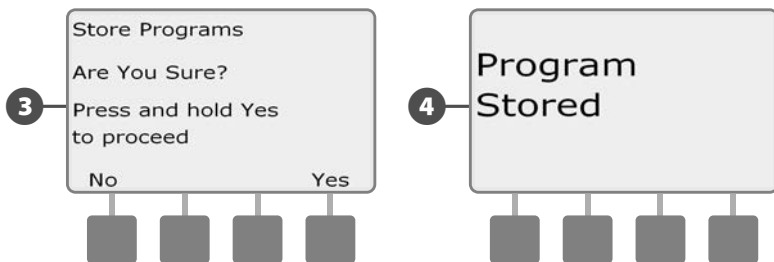 3
Store Programs
Are You Sure?
Press and hold Yes
to proceed
No Yes
4
Program
Stored